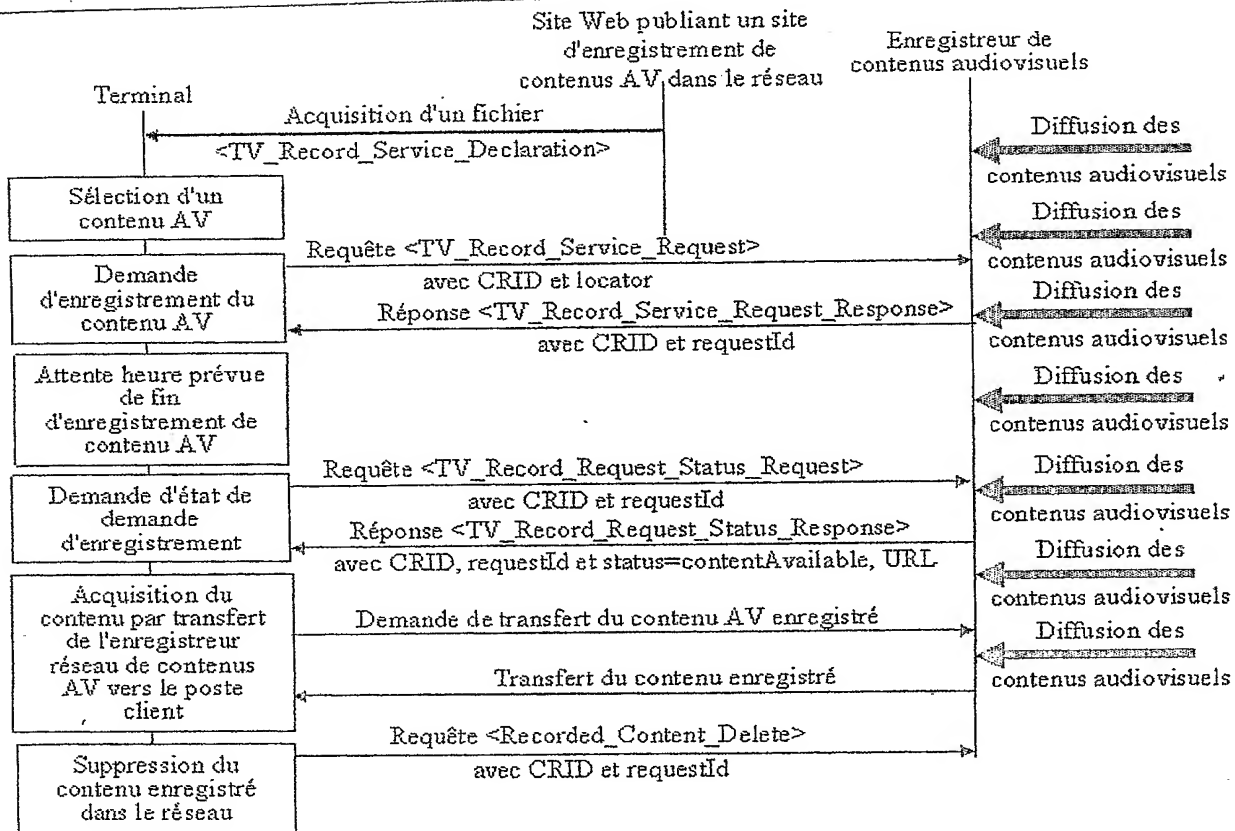 Site Web publiant un site
d'enregistrement de
contenus AV dans le réseau
Enregistreur de
contenus audiovisuels
Terminal
Acquisition d'un fichier
<TV_Record_Service_Declaration>
Diffusion des
contenus audiovisuels
Sélection d'un
contenu AV
Diffusion des
contenus audiovisuels
Requête <TV_Record_Service_Request>
avec CRID et locator
Demande
d'enregistrement du
contenu AV
Diffusion des
contenus audiovisuels
Réponse <TV_Record_Service_Request_Response>
avec CRID et requestId
Attente heure prévue
de fin
d'enregistrement de
contenu AV
Diffusion des
contenus audiovisuels
Requête <TV_Record_Request_Status_Request>
avec CRID et requestId
Diffusion des
contenus audiovisuels
Demande d'état de
demande
d'enregistrement
Réponse <TV_Record_Request_Status_Response>
avec CRID, requestId et status=contentAvailable, URL
Diffusion des
contenus audiovisuels
Acquisition du
contenu par transfert
de l'enregistreur
réseau de contenus
AV vers le poste
client
Demande de transfert du contenu AV enregistré
Diffusion des
contenus audiovisuels
Transfert du contenu enregistré
Requête <Recorded_Content_Delete>
avec CRID et requestId
Suppression du
contenu enregistré
dans le réseau